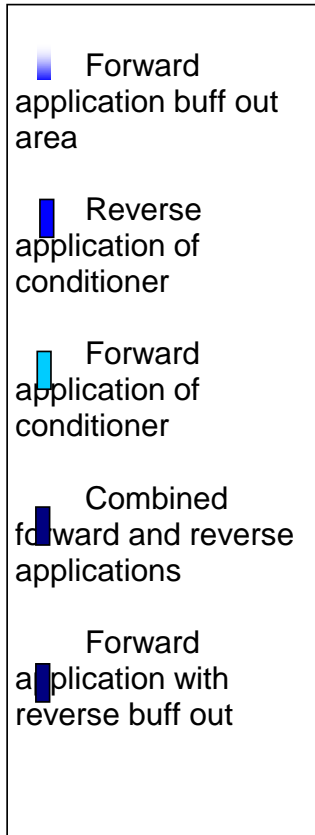 Forward
application buff out
area
Reverse
application of
conditioner
Forward
application of
conditioner
Combined
forward and reverse
applications
Forward
application with
reverse buff out